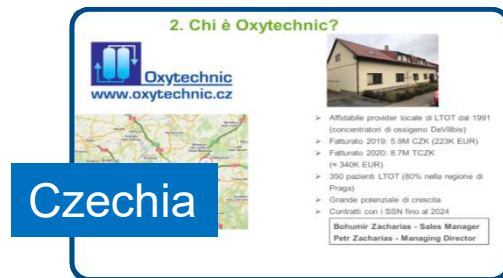 2. Chi è Oxytechnic?
Oxytechnic
www.oxytechnic.cz
➢ Affidabile provider locale di LTOT dal 1991
(concentratori di ossigeno DeVillbis)
➢ Fatturato 2019: 5.9M CZK (223K EUR)
➢ Fatturato 2020: 8.7M TCZK
(≈ 340K EUR)
➢ 350 pazienti LTOT (80% nella regione di
Praga)
➢ Grande potenziale di crescita
➢ Contratti con i SSN fino al 2024
Bohumir Zacharias - Sales Manager
Petr Zacharias - Managing Director
Czechia